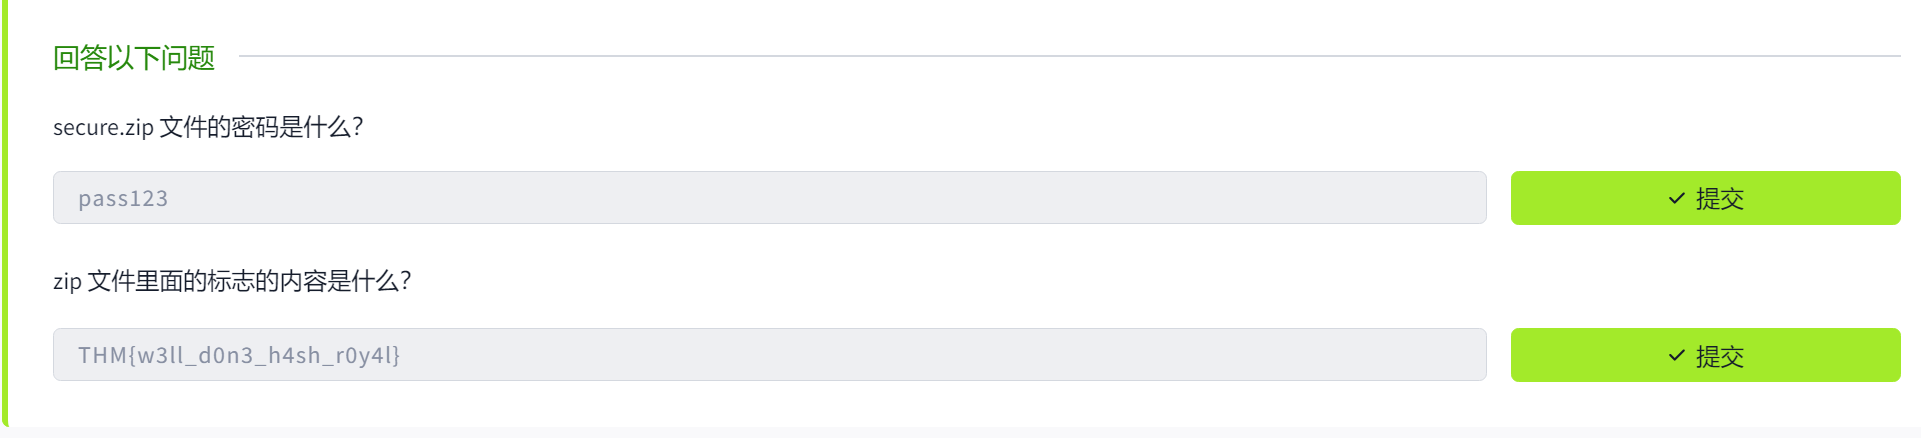 回答以下问题
secure.zip 文件的密码是什么？
pass123
提交
zip 文件里面的标志的内容是什么？
THM{w3ll_d0n3_h4sh_r0y4l}
提交